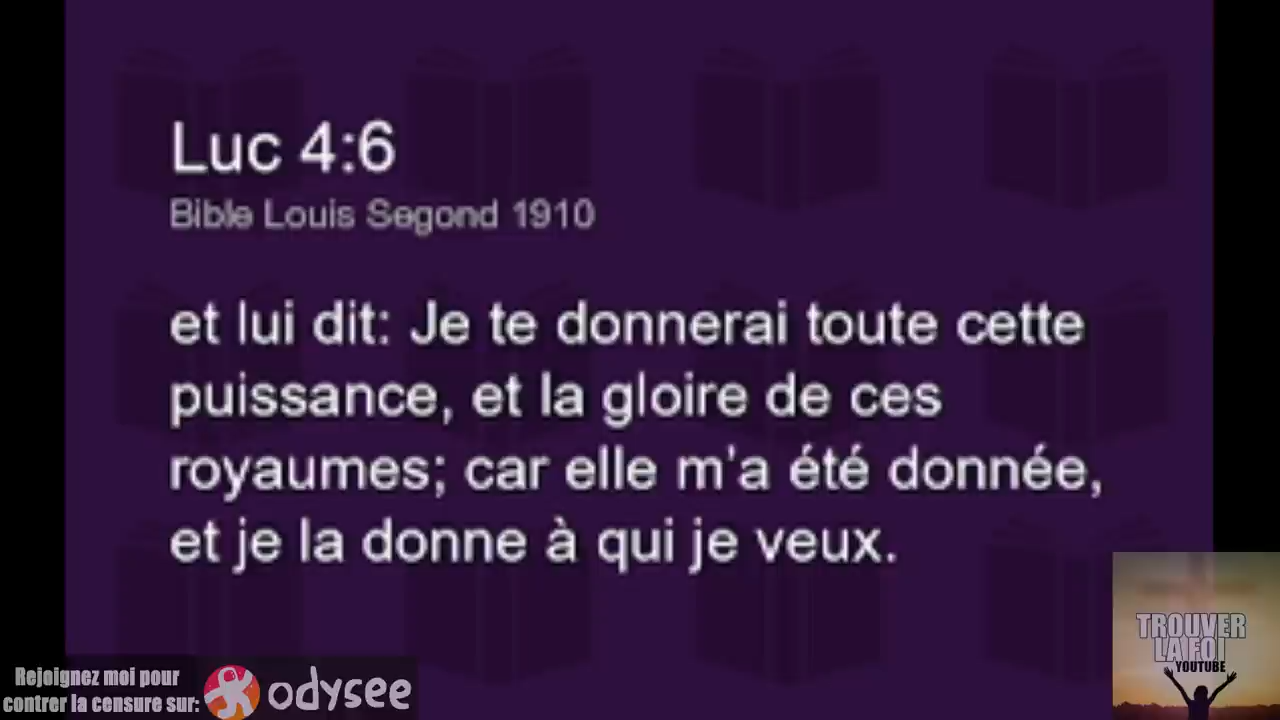 Luc 4:6
Bible Louis Segond 1910
et lui dit: Je te donnerai toute cette
puissance, et la gloire de ces
royaumes; car elle m'a été donnée,
et je la donne à qui je veux.
Rejoignez moi pour
contrer la censure sur:
odysee
TROUVER
LA FOI
YOUTUBE